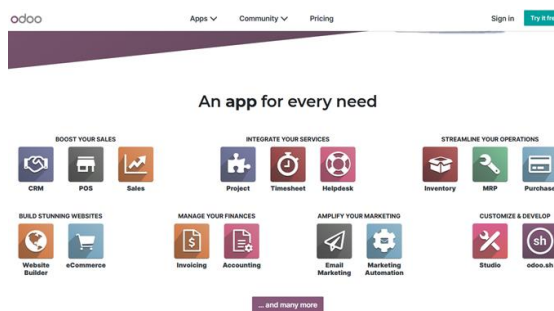 odoo
Apps Community Pricing Sign in
An app for every need
BOOST YOUR SALES
CRM POS Sales
INTEGRATE YOUR SERVICES
Project Timesheet Helpdesk
STREAMLINE YOUR OPERATIONS
Inventory MRP Purchase
BUILD STUNNING WEBSITES
Website
Builder
eCommerce
MANAGE YOUR FINANCES
Invoicing Accounting
AMPLIFY YOUR MARKETING
Email
Marketing
Marketing
Automation
CUSTOMIZE & DEVELOP
sh
Studio odoo.sh
... and many more